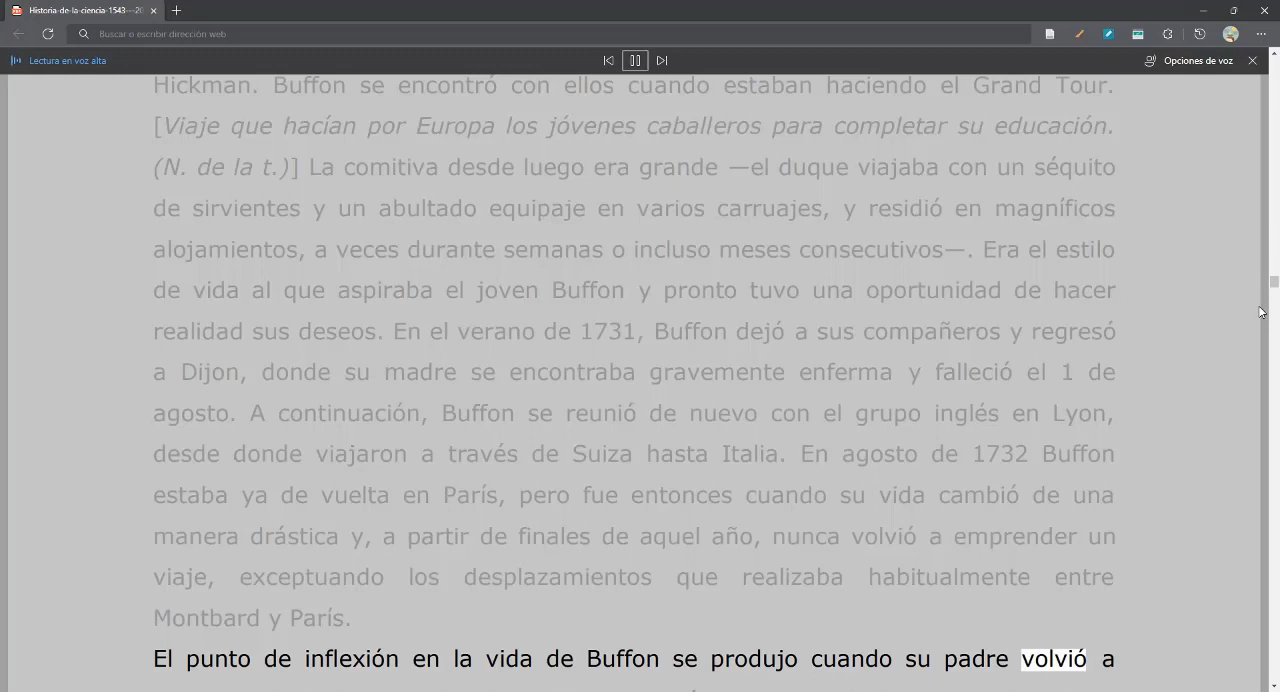 Historia-de-la-ciencia-1543---20
Buscar o escribir dirección web
Lectura en voz alta
Opciones de voz
Hickman. Buffon se encontró con ellos cuando estaban haciendo el Grand Tour.
[Viaje que hacían por Europa los jóvenes caballeros para completar su educación.
(N. de la t.)] La comitiva desde luego era grande —el duque viajaba con un séquito
de sirvientes y un abultado equipaje en varios carruajes, y residió en magníficos
alojamientos, a veces durante semanas o incluso meses consecutivos—. Era el estilo
de vida al que aspiraba el joven Buffon y pronto tuvo una oportunidad de hacer
realidad sus deseos. En el verano de 1731, Buffon dejó a sus compañeros y regresó
a Dijon, donde su madre se encontraba gravemente enferma y falleció el 1 de
agosto. A continuación, Buffon se reunió de nuevo con el grupo inglés en Lyon,
desde donde viajaron a través de Suiza hasta Italia. En agosto de 1732 Buffon
estaba ya de vuelta en París, pero fue entonces cuando su vida cambió de una
manera drástica y, a partir de finales de aquel año, nunca volvió a emprender un
viaje, exceptuando los desplazamientos que realizaba habitualmente entre
Montbard y París.
El punto de inflexión en la vida de Buffon se produjo cuando su padre volvió a